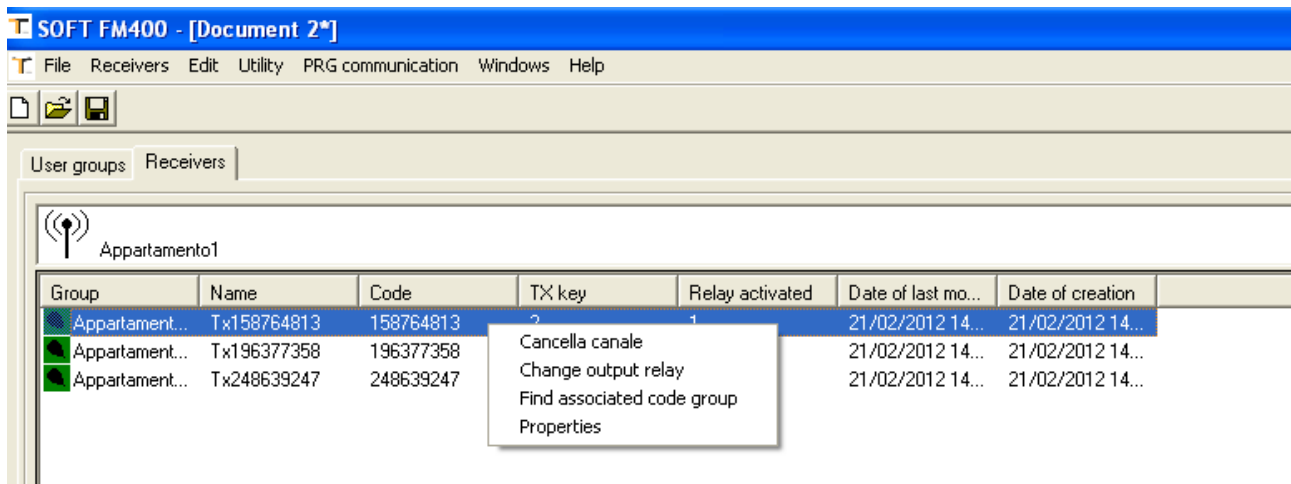 SOFT FM400 - [Document 2*]
File Receivers Edit Utility PRG communication Windows Help
User groups Receivers
Appartamento1
Group Name Code TX key Relay activated Date of last mo... Date of creation
Appartament... Tx158764813 158764813 1 21/02/2012 14... 21/02/2012 14...
Appartament... Tx196377358 196377358 21/02/2012 14... 21/02/2012 14...
Appartament... Tx248639247 248639247 21/02/2012 14... 21/02/2012 14...
Cancella canale
Change output relay
Find associated code group
Properties